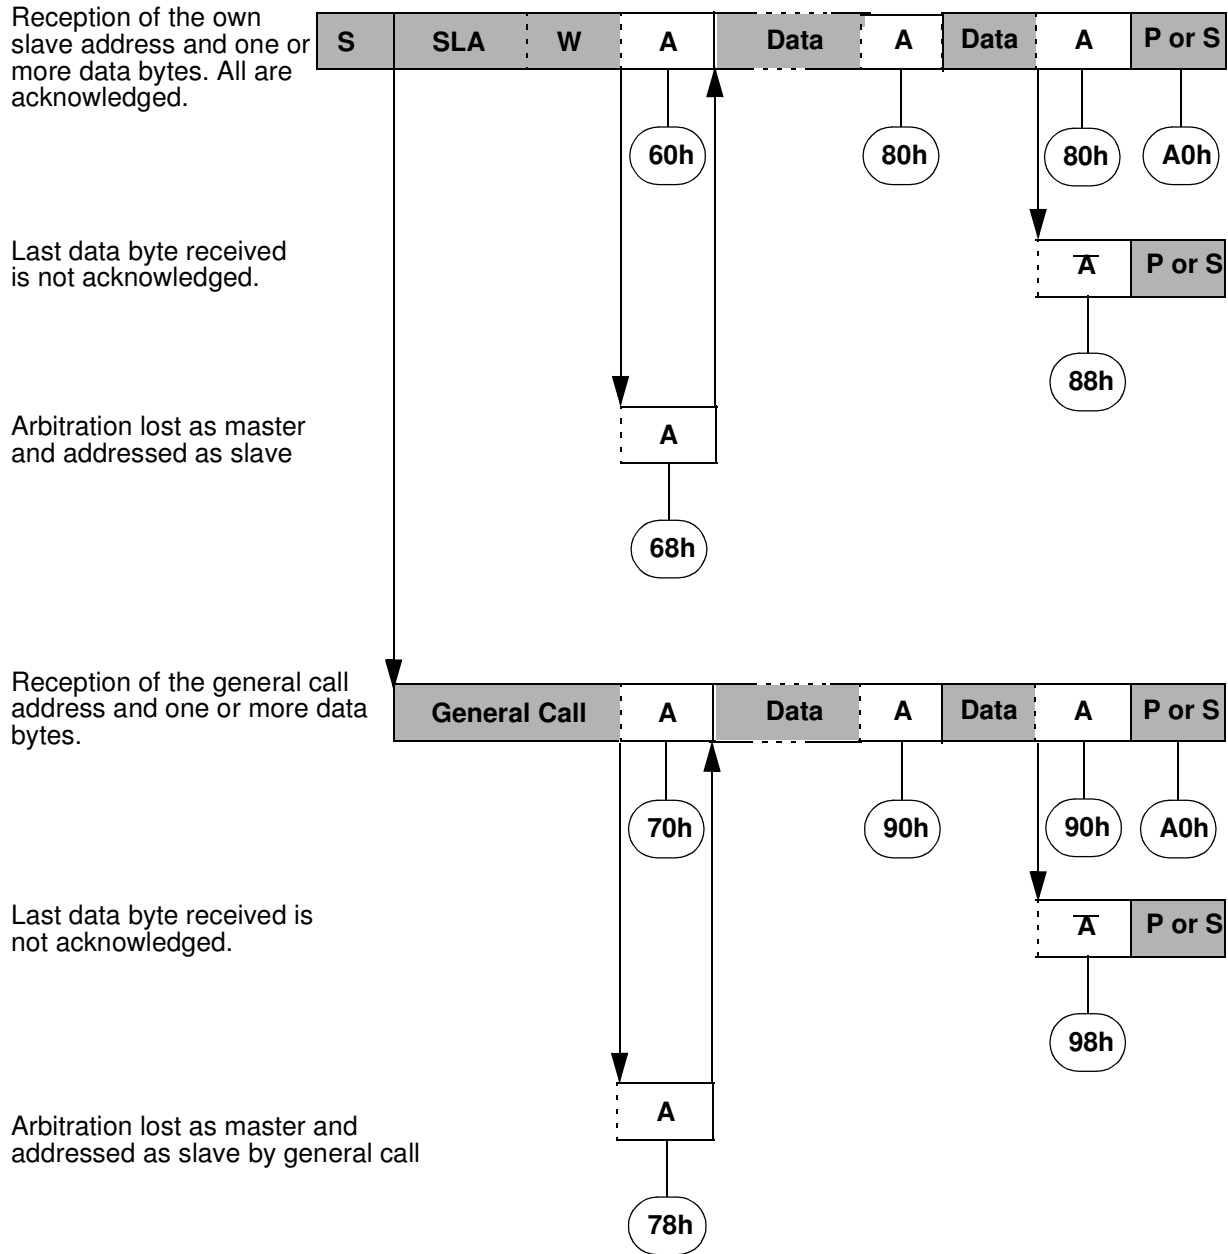 Reception of the own
slave address and one or
more data bytes. All are
acknowledged.
S SLA W A Data A Data A P or S
60h 80h 80h A0h
Last data byte received
is not acknowledged.
A̅ P or S
88h
Arbitration lost as master
and addressed as slave
A
68h
Reception of the general call
address and one or more data
bytes.
General Call A Data A Data A P or S
70h 90h 90h A0h
Last data byte received is
not acknowledged.
A̅ P or S
98h
Arbitration lost as master and
addressed as slave by general call
A
78h